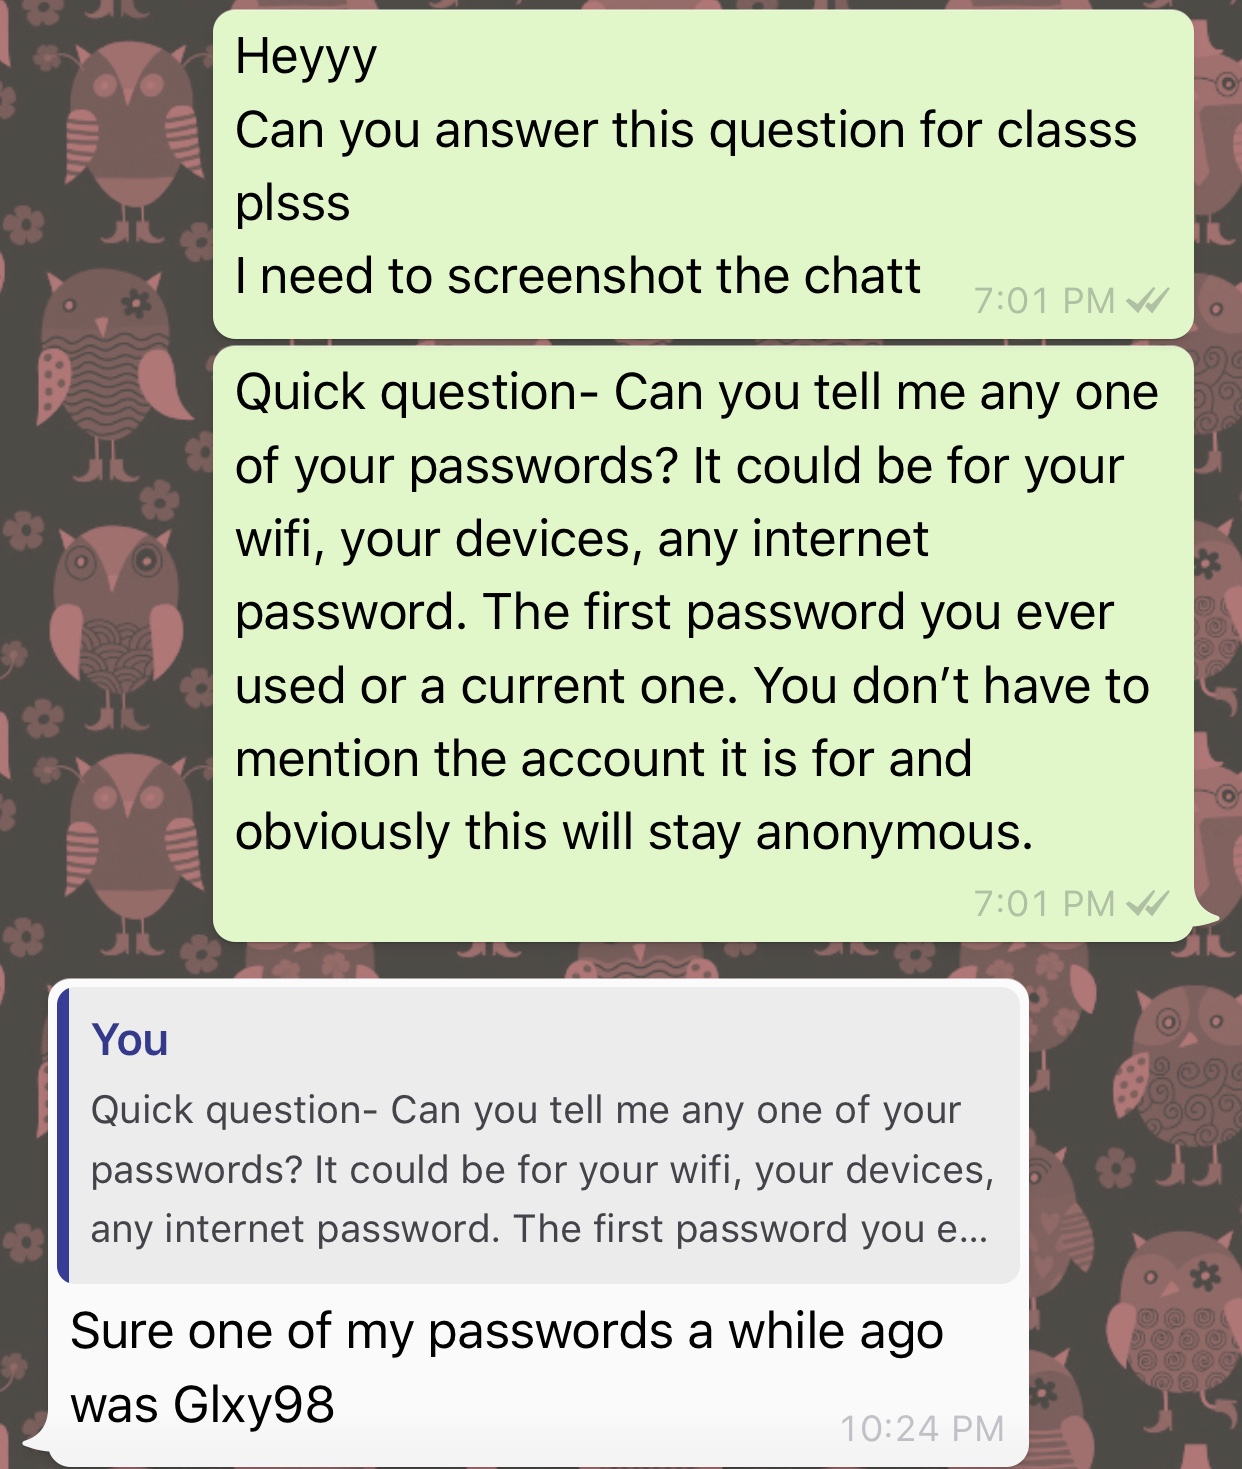 Heyyy
Can you answer this question for classs
plsss
I need to screenshot the chatt
7:01 PM
Quick question- Can you tell me any one
of your passwords? It could be for your
wifi, your devices, any internet
password. The first password you ever
used or a current one. You don’t have to
mention the account it is for and
obviously this will stay anonymous.
7:01 PM
You
Quick question- Can you tell me any one of your
passwords? It could be for your wifi, your devices,
any internet password. The first password you e...
Sure one of my passwords a while ago
was Glxy98
10:24 PM